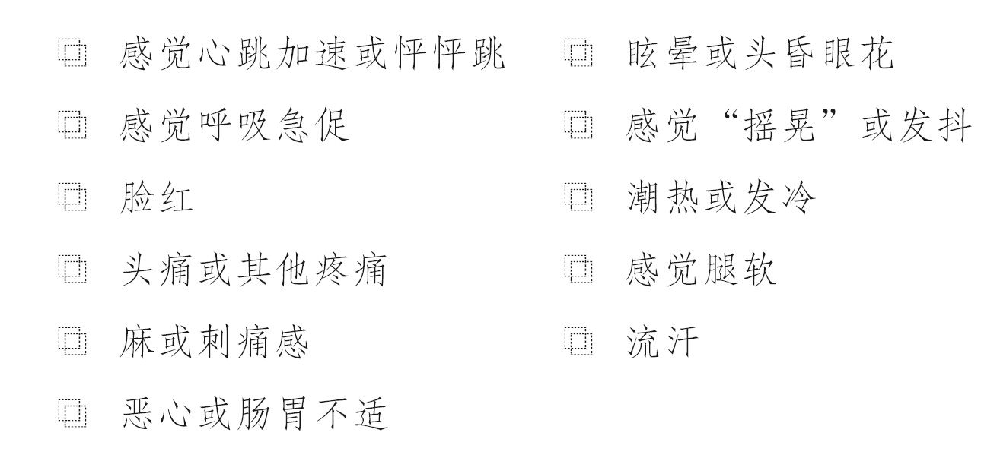 感觉心跳加速或怦怦跳
感觉呼吸急促
脸红
头痛或其他疼痛
麻或刺痛感
恶心或肠胃不适
眩晕或头昏眼花
感觉“摇晃”或发抖
潮热或发冷
感觉腿软
流汗